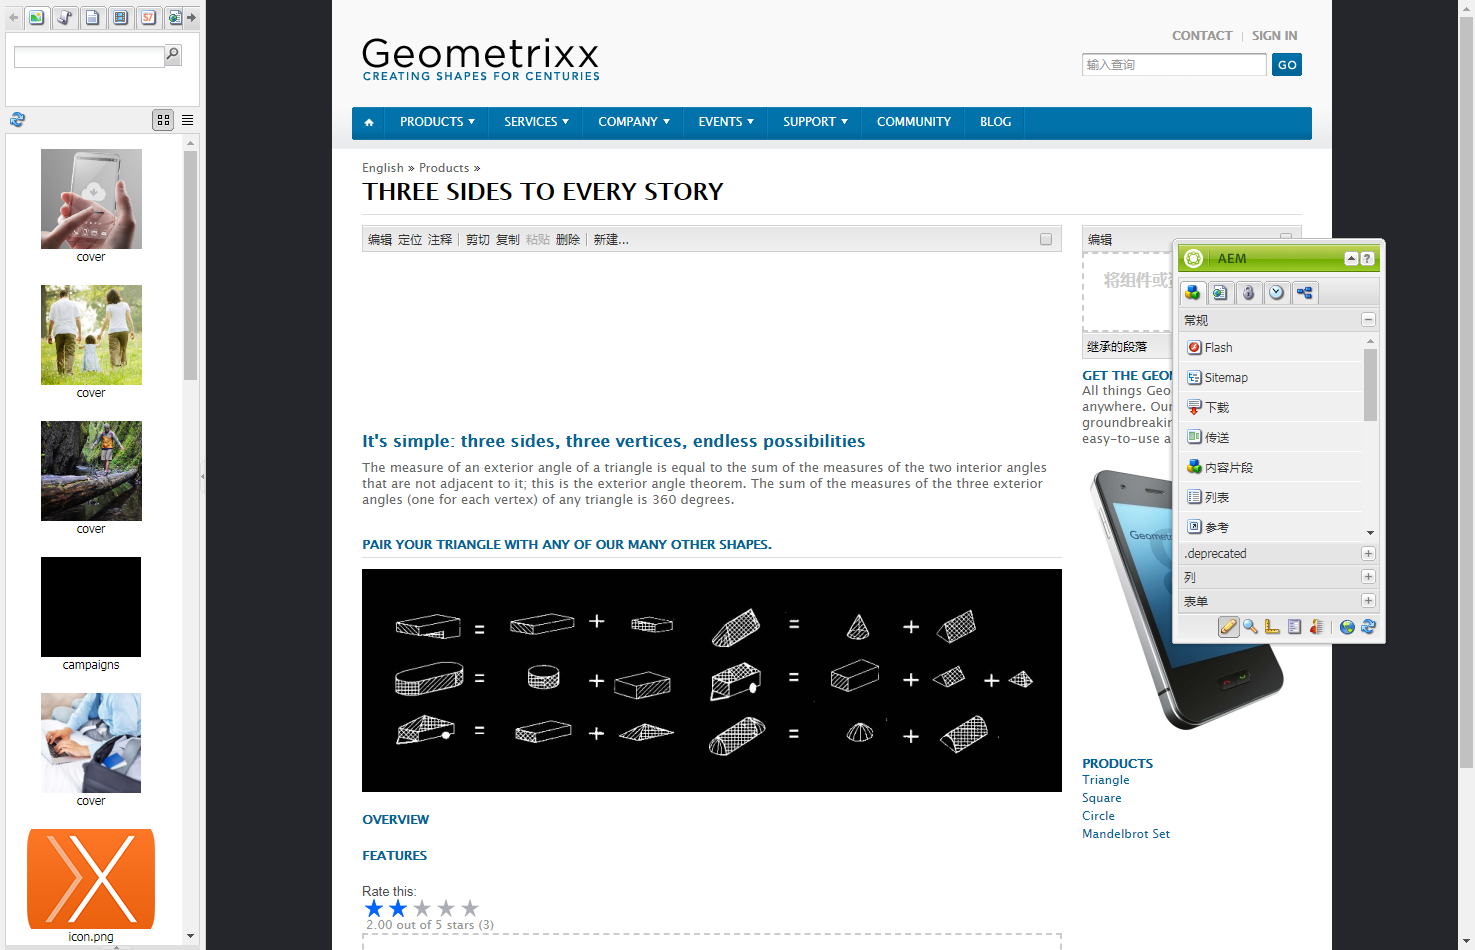 S7
cover
cover
cover
campaigns
cover
icon.png
Geometrixx
CREATING SHAPES FOR CENTURIES
CONTACT | SIGN IN
输入查询
GO
PRODUCTS
SERVICES
COMPANY
EVENTS
SUPPORT
COMMUNITY
BLOG
English » Products »
THREE SIDES TO EVERY STORY
编辑 定位 注释 | 剪切 复制 粘贴 删除 | 新建...
It's simple: three sides, three vertices, endless possibilities
The measure of an exterior angle of a triangle is equal to the sum of the measures of the two interior angles
that are not adjacent to it; this is the exterior angle theorem. The sum of the measures of the three exterior
angles (one for each vertex) of any triangle is 360 degrees.
PAIR YOUR TRIANGLE WITH ANY OF OUR MANY OTHER SHAPES.
= + = +
= + = + +
= + = +
OVERVIEW
FEATURES
Rate this:
2.00 out of 5 stars (3)
编辑
将组件或
继承的段落
GET THE
All things Geo
anywhere. Our
groundbreaking
easy-to-use a
PRODUCTS
Triangle
Square
Circle
Mandelbrot Set
AEM
?
常规
Flash
Sitemap
下载
传送
内容片段
列表
参考
.deprecated
列
表单